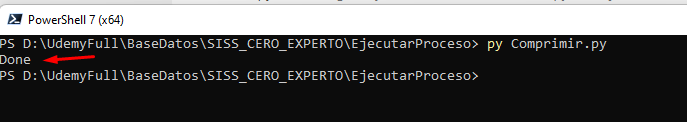 PowerShell 7 (x64)
PS D:\UdemyFull\BaseDatos\SISS_CERO_EXPERTO\EjecutarProceso> py Comprimir.py
Done
PS D:\UdemyFull\BaseDatos\SISS_CERO_EXPERTO\EjecutarProceso>